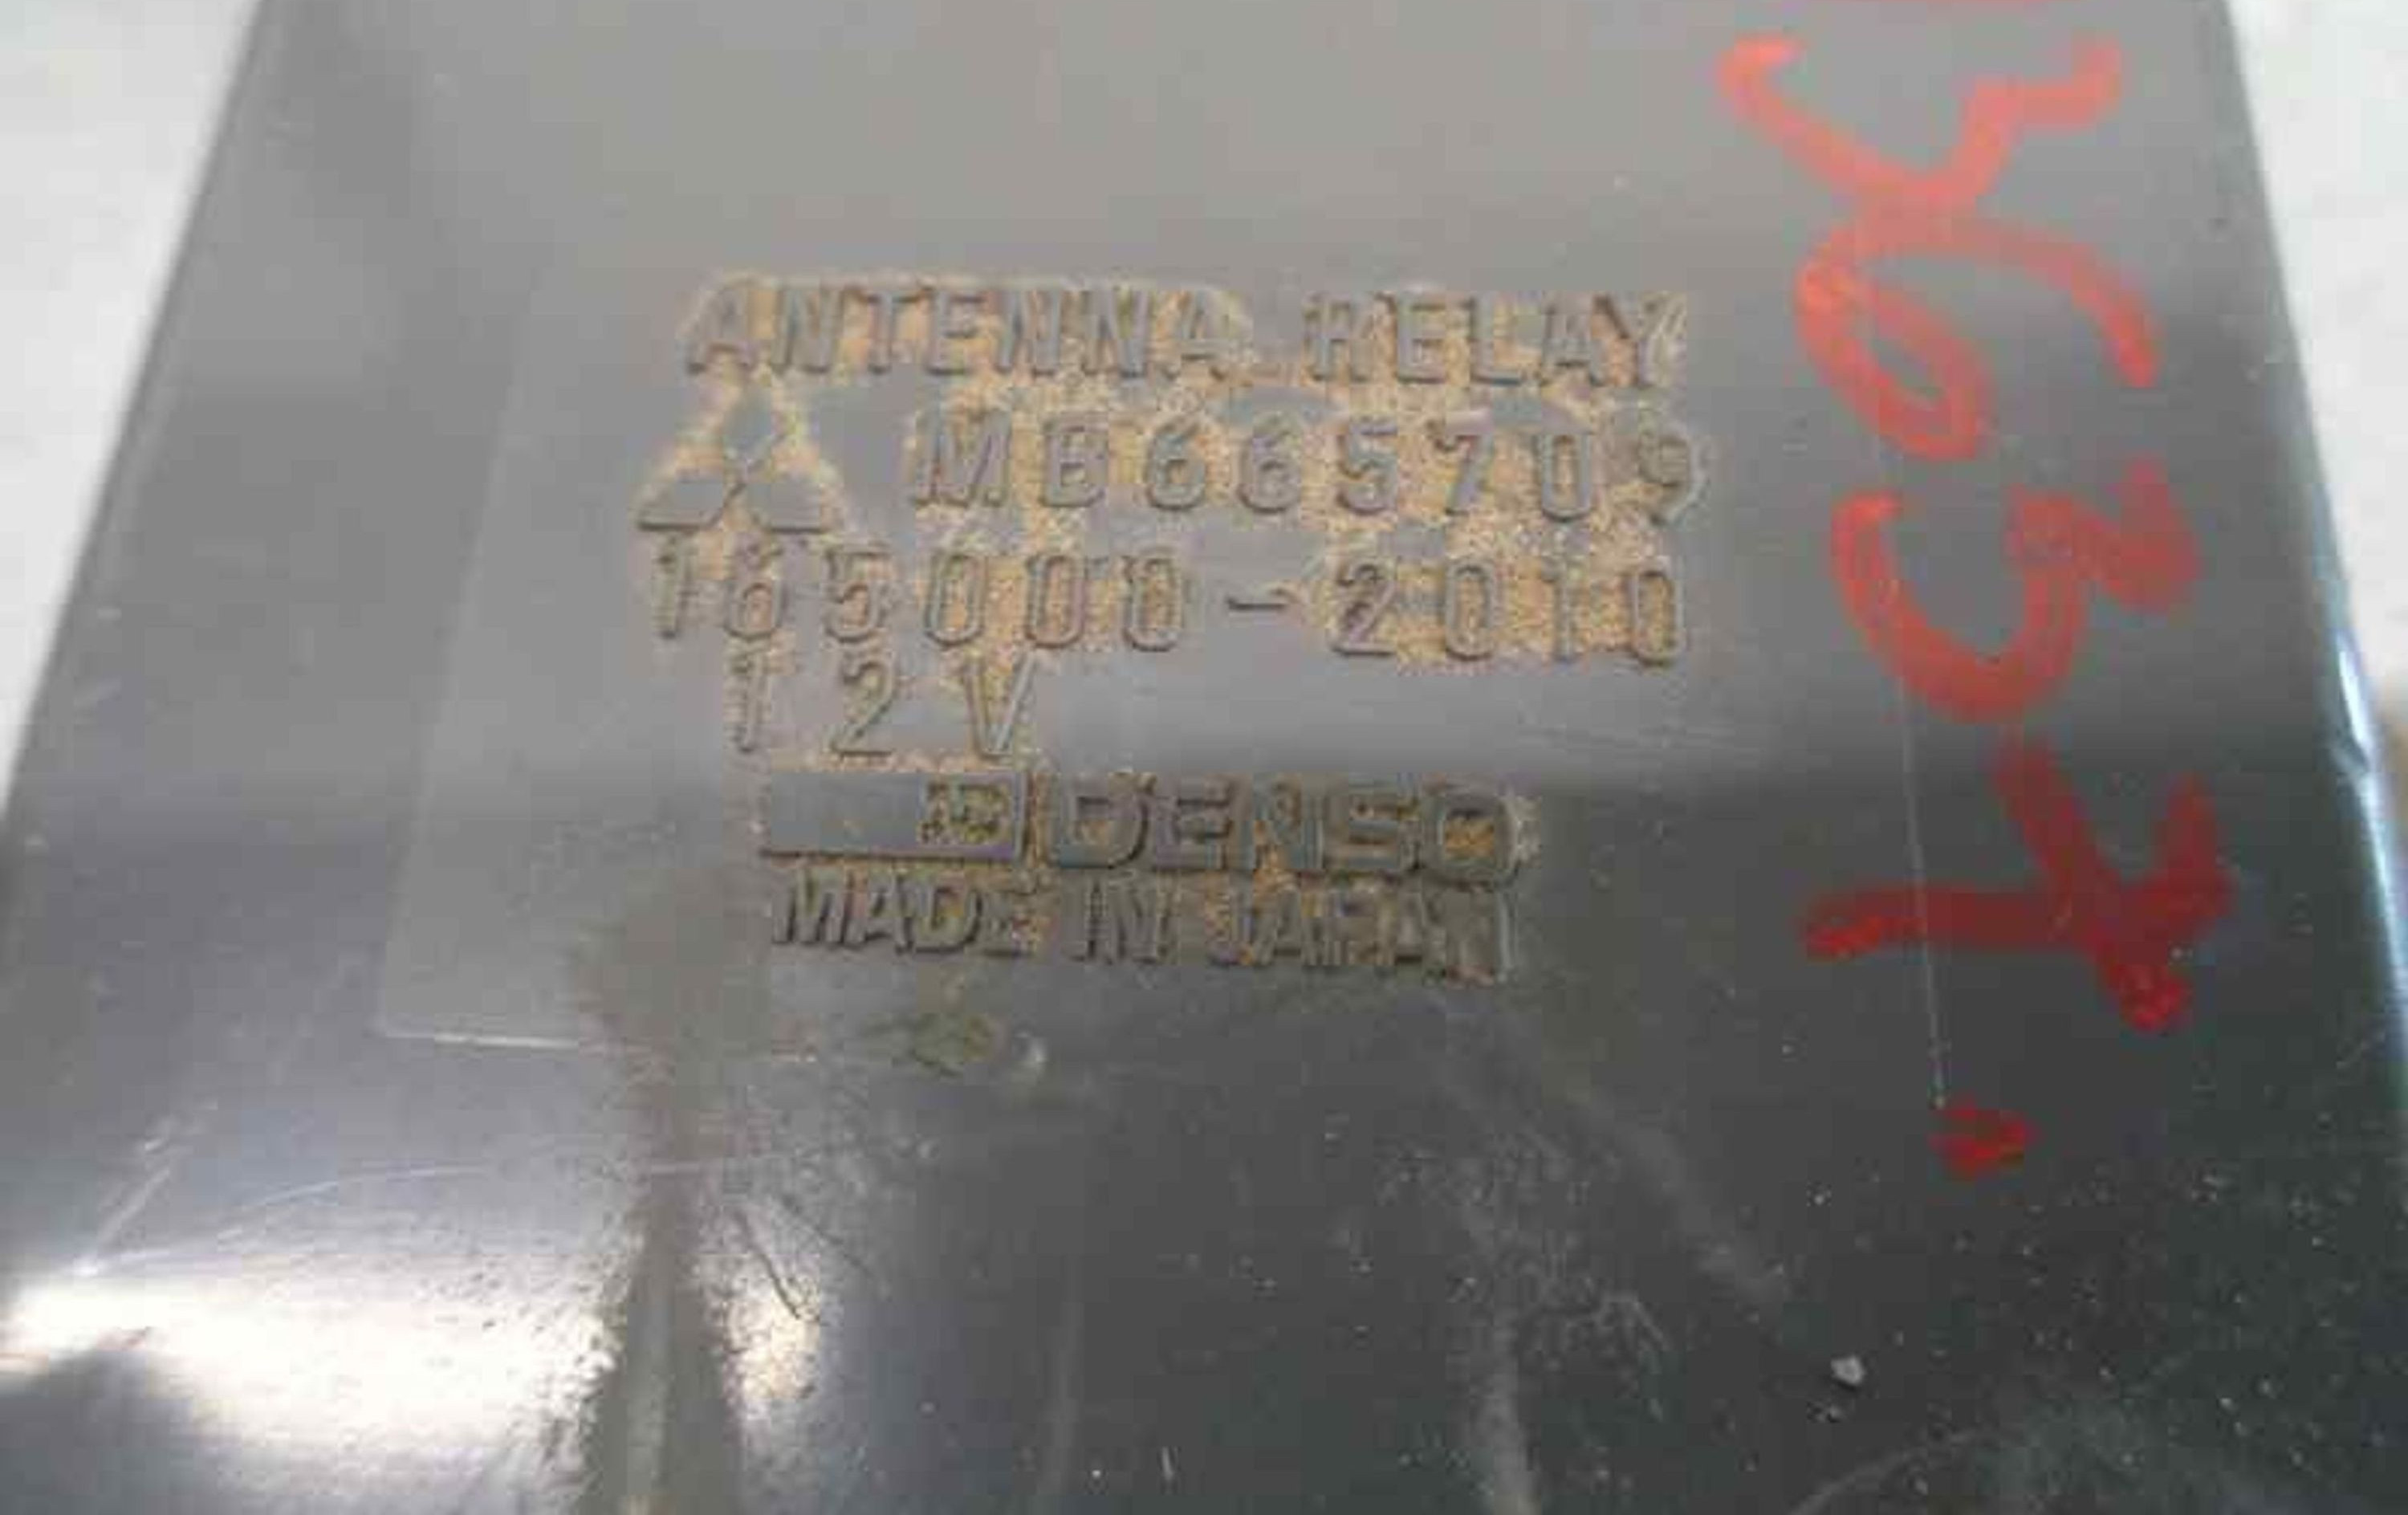 ANTENNA RELAY
MB665709
165000-2010
12V
DENSO
MADE IN JAPAN